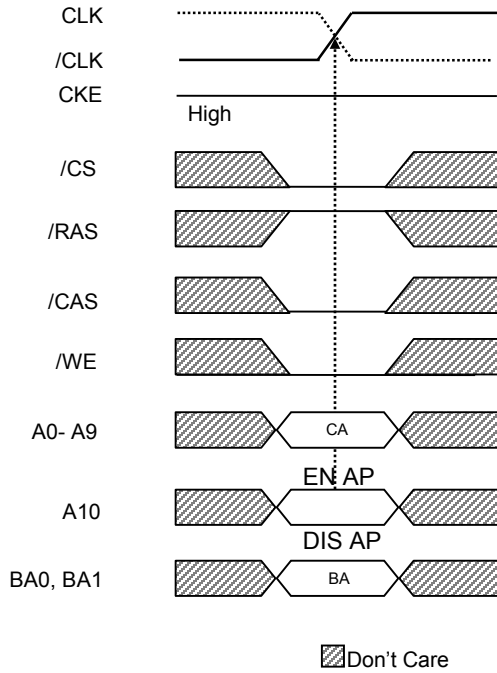 CLK
/CLK
CKE
High
/CS
/RAS
/CAS
/WE
A0- A9
CA
EN AP
A10
DIS AP
BA0, BA1
BA
Don't Care